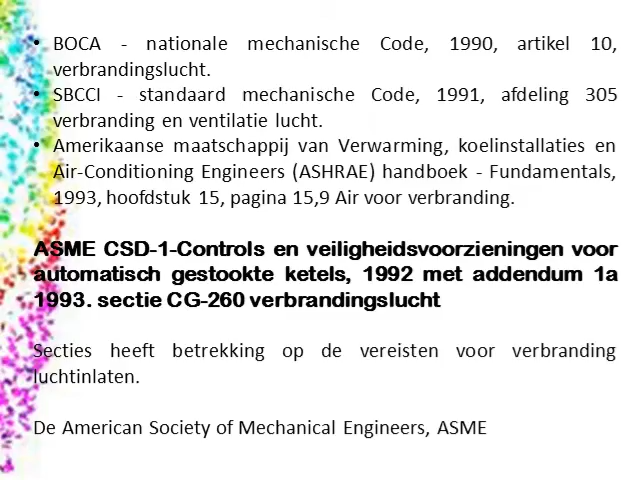 • BOCA - nationale mechanische Code, 1990, artikel 10,
verbrandingslucht.
• SBCCI - standaard mechanische Code, 1991, afdeling 305
verbranding en ventilatie lucht.
• Amerikaanse maatschappij van Verwarming, koelinstallaties en
Air-Conditioning Engineers (ASHRAE) handboek - Fundamentals,
1993, hoofdstuk 15, pagina 15,9 Air voor verbranding.
ASME CSD-1-Controls en veiligheidsvoorzieningen voor
automatisch gestookte ketels, 1992 met addendum 1a
1993. sectie CG-260 verbrandingslucht
Secties heeft betrekking op de vereisten voor verbranding
luchtinlaten.
De American Society of Mechanical Engineers, ASME